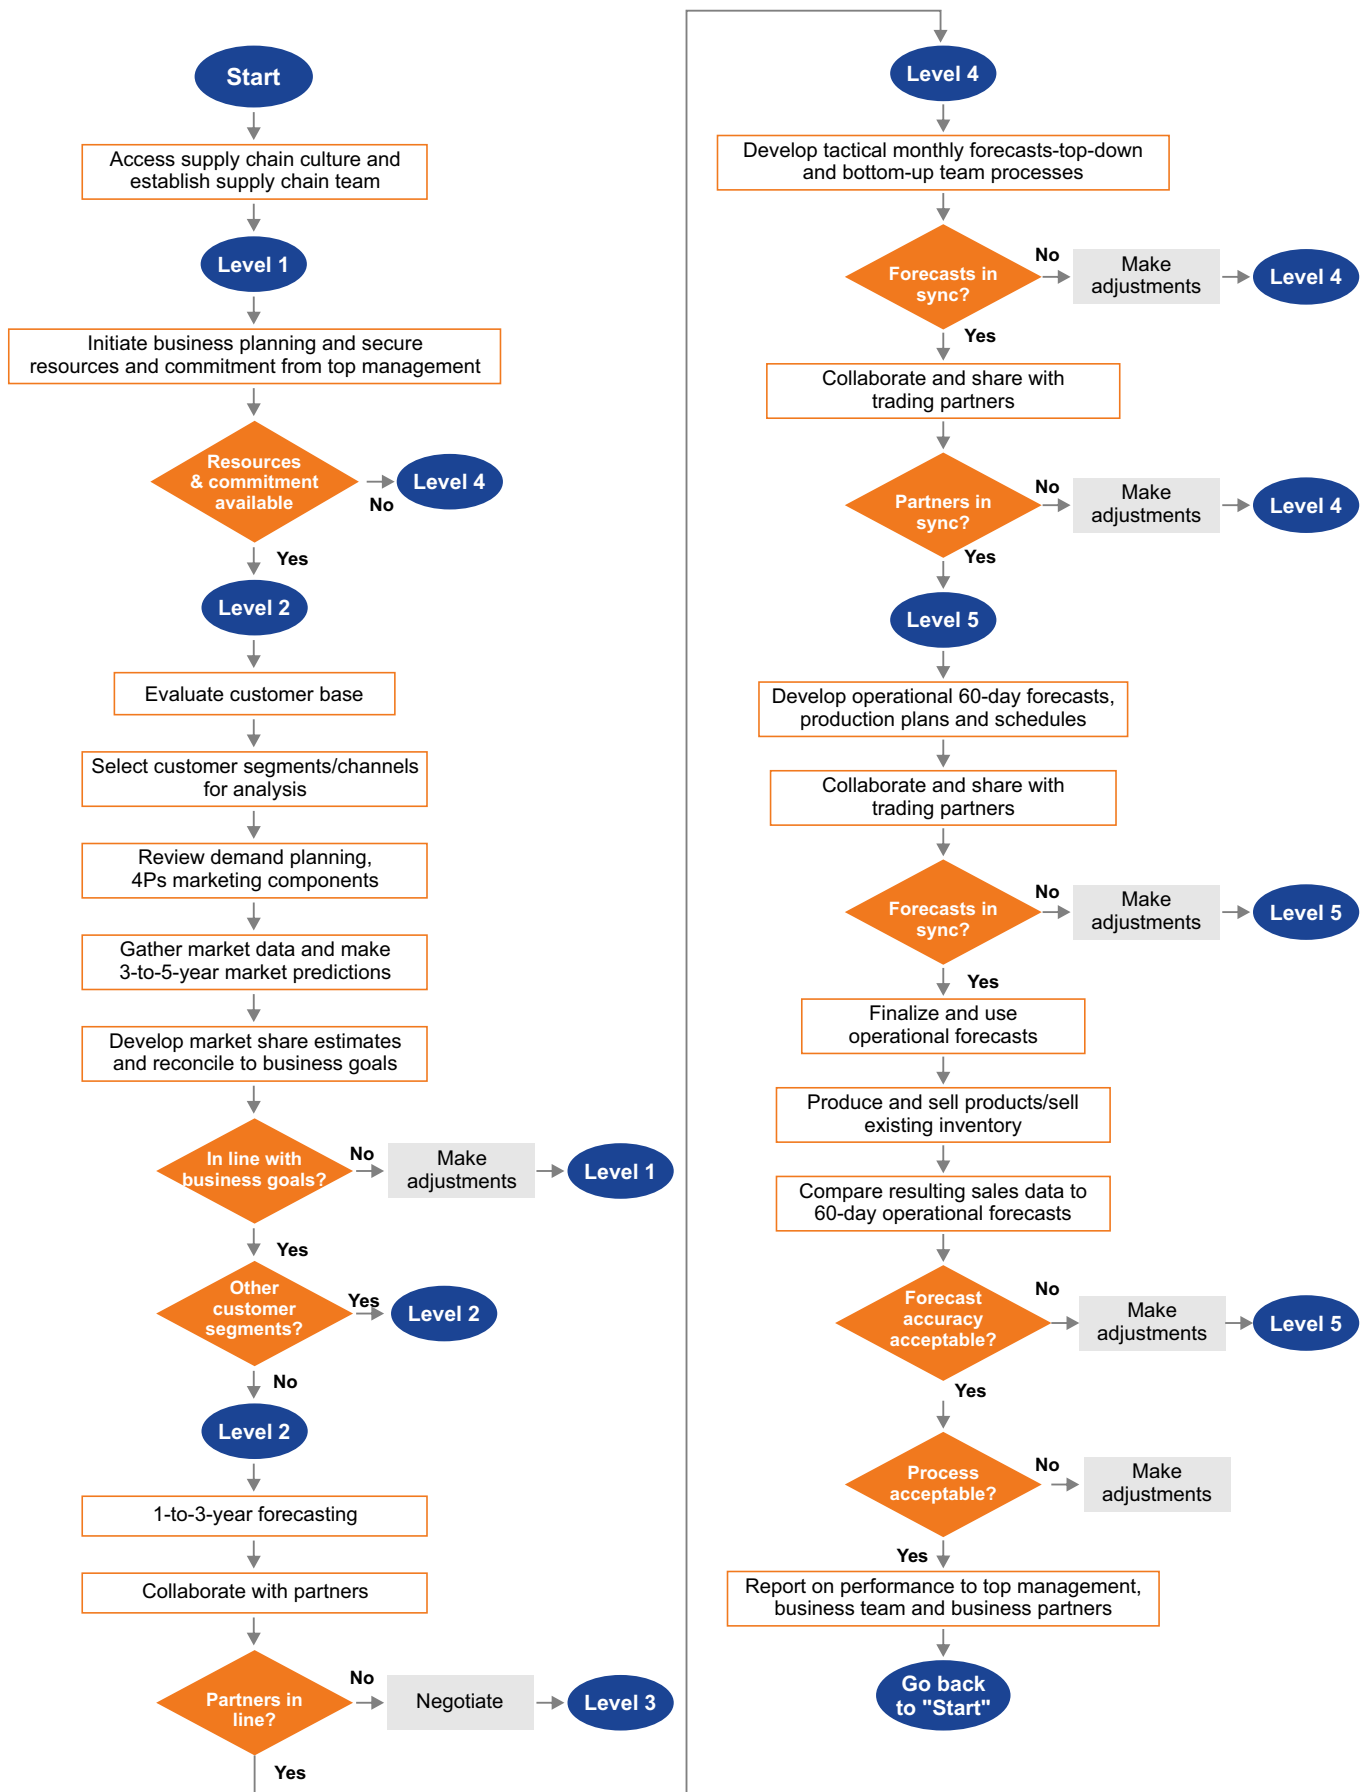 Start
Access supply chain culture and
establish supply chain team
Level 1
Initiate business planning and secure
resources and commitment from top management
Resources
& commitment
available
No
Level 4
Yes
Level 2
Evaluate customer base
Select customer segments/channels
for analysis
Review demand planning,
4Ps marketing components
Gather market data and make
3-to-5-year market predictions
Develop market share estimates
and reconcile to business goals
In line with
business goals?
No
Make
adjustments
Level 1
Yes
Other
customer
segments?
Yes
Level 2
No
Level 2
1-to-3-year forecasting
Collaborate with partners
Partners in
line?
No
Negotiate
Level 3
Yes
Level 4
Develop tactical monthly forecasts-top-down
and bottom-up team processes
Forecasts in
sync?
No
Make
adjustments
Level 4
Yes
Collaborate and share with
trading partners
Partners in
sync?
No
Make
adjustments
Level 4
Yes
Level 5
Develop operational 60-day forecasts,
production plans and schedules
Collaborate and share with
trading partners
Forecasts in
sync?
No
Make
adjustments
Level 5
Yes
Finalize and use
operational forecasts
Produce and sell products/sell
existing inventory
Compare resulting sales data to
60-day operational forecasts
Forecast
accuracy
acceptable?
No
Make
adjustments
Level 5
Yes
Process
acceptable?
No
Make
adjustments
Yes
Report on performance to top management,
business team and business partners
Go back
to "Start"